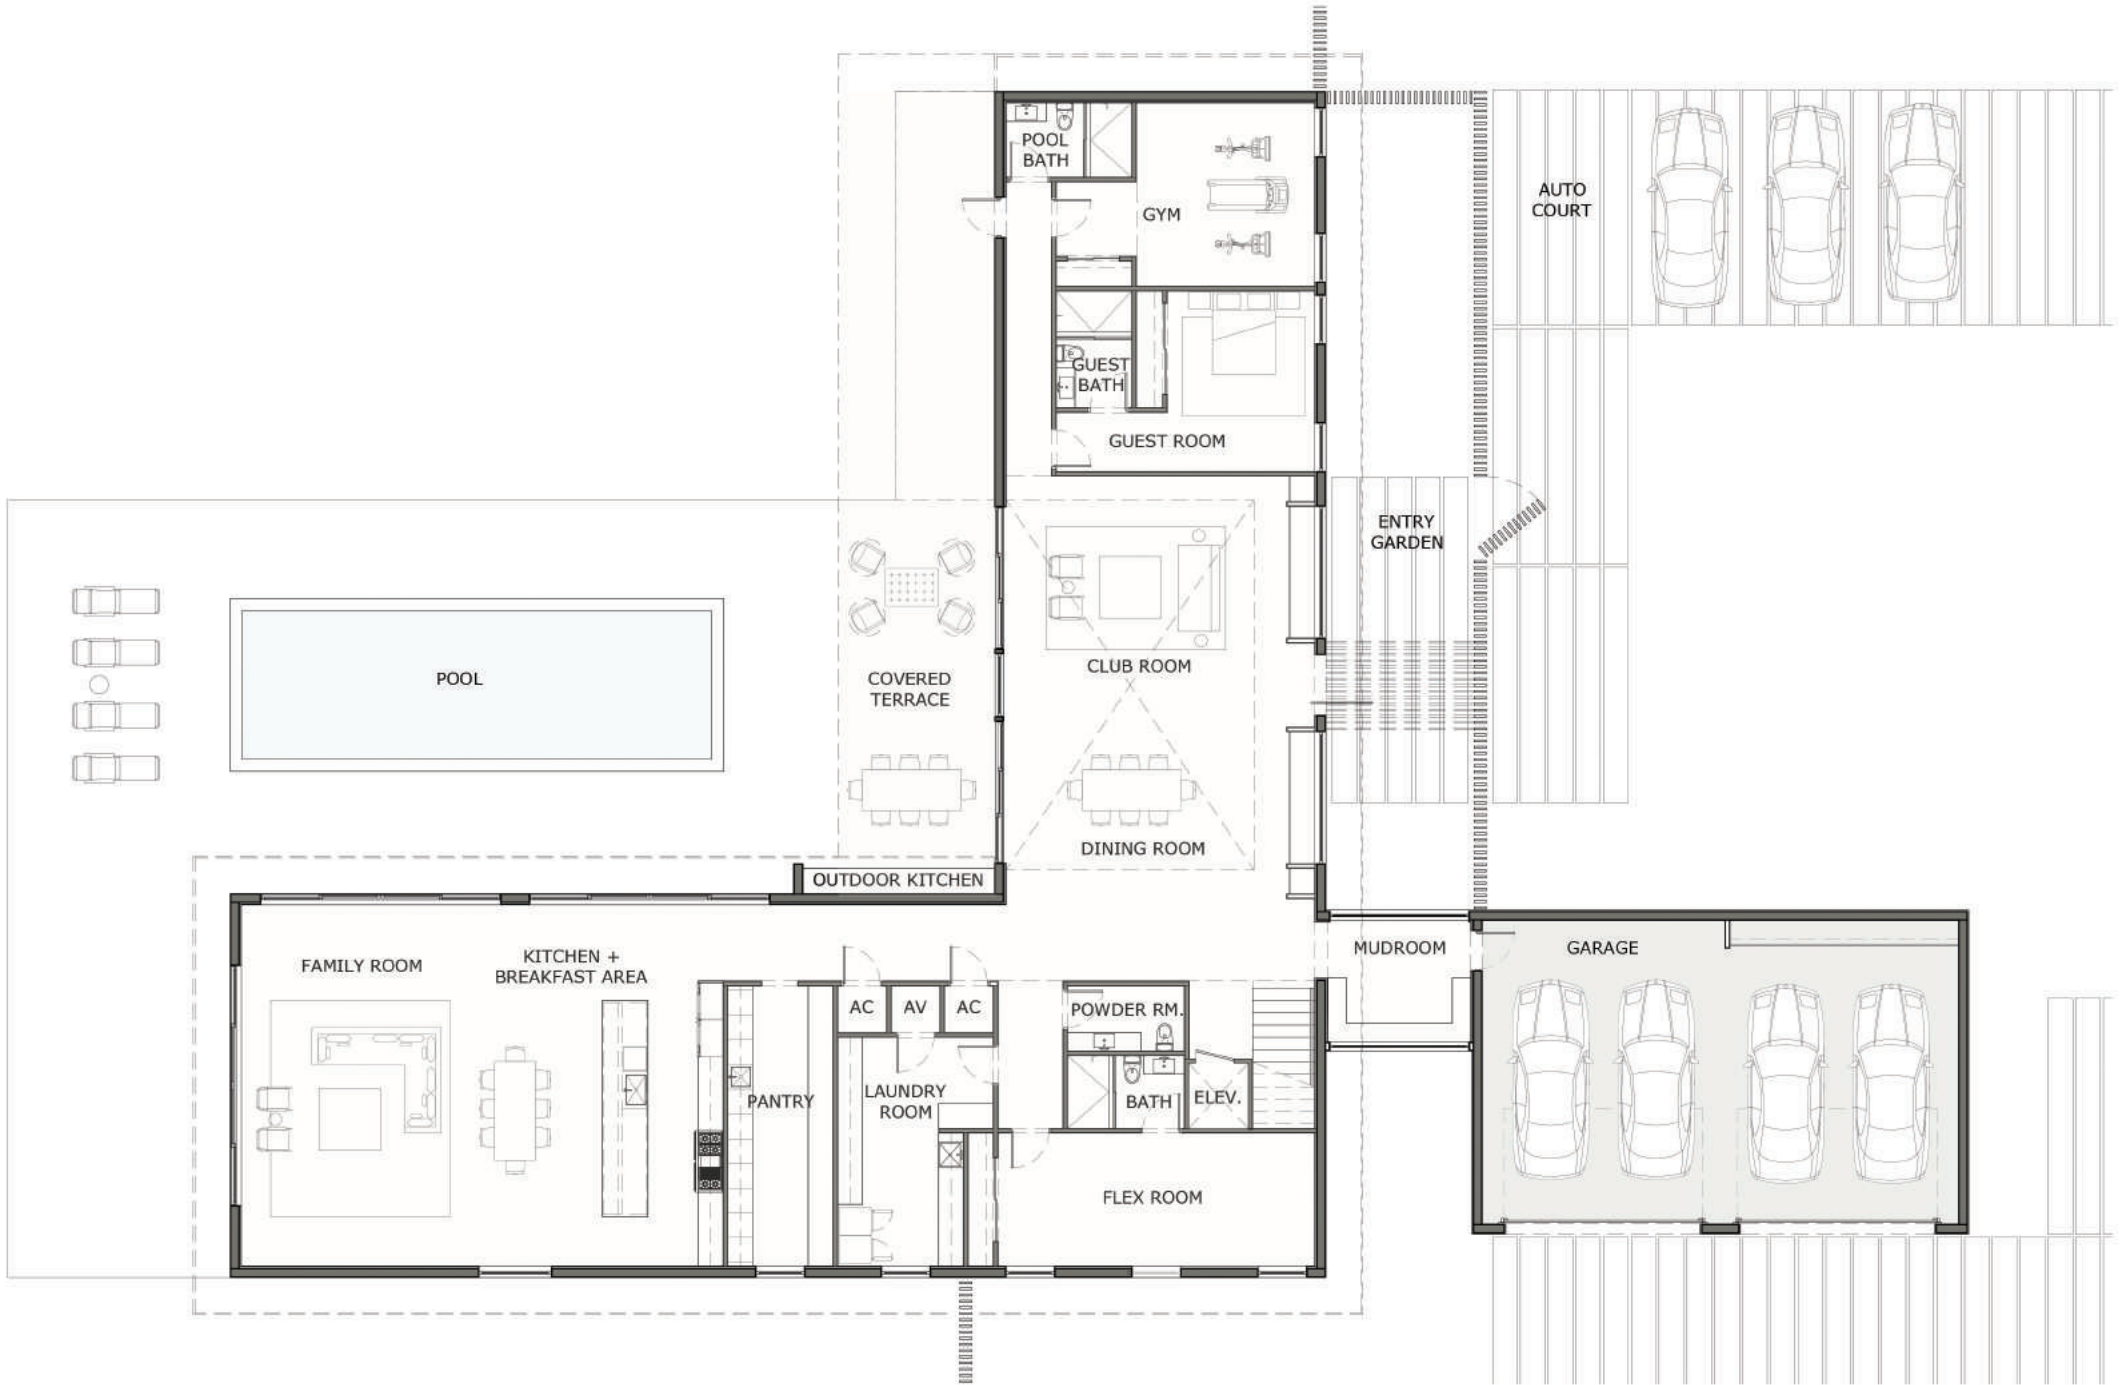 POOL
BATH
GYM
AUTO
COURT
GUEST
BATH
GUEST ROOM
ENTRY
GARDEN
CLUB ROOM
POOL
COVERED
TERRACE
DINING ROOM
OUTDOOR KITCHEN
FAMILY ROOM
KITCHEN +
BREAKFAST AREA
MUDROOM
GARAGE
AC
AV
AC
POWDER RM.
PANTRY
LAUNDRY
ROOM
BATH
ELEV.
FLEX ROOM